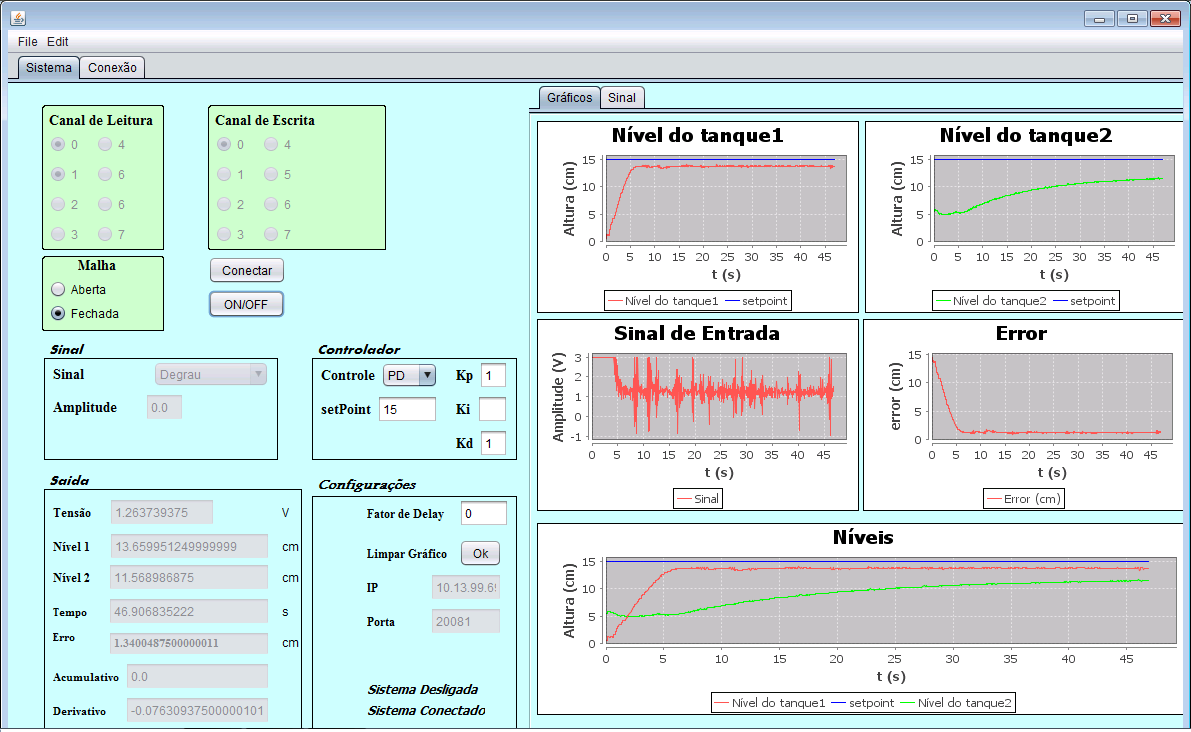 File Edit
Sistema Conexão
Canal de Leitura
0 4
1 6
2 6
3 7
Canal de Escrita
0 4
1 5
2 6
3 7
Malha
Aberta
Fechada
Conectar
ON/OFF
Sinal
Sinal Degrau
Amplitude 0.0
Controlador
Controle PD Kp 1
setPoint 15 Ki
Kd 1
Saida
Tensão 1.263739375 V
Nível 1 13.659951249999999 cm
Nível 2 11.568986875 cm
Tempo 46.906835222 s
Erro 1.3400487500000011 cm
Acumulativo 0.0
Derivativo -0.07630937500000101
Configurações
Fator de Delay 0
Limpar Gráfico Ok
IP 10.13.99.69
Porta 20081
Sistema Desligada
Sistema Conectado
Gráficos Sinal
Nível do tanque1
Altura (cm)
15
10
5
0
0 5 10 15 20 25 30 35 40 45
t (s)
Nível do tanque1 setpoint
Nível do tanque2
Altura (cm)
15
10
5
0
0 5 10 15 20 25 30 35 40 45
t (s)
Nível do tanque2 setpoint
Sinal de Entrada
Amplitude (V)
3
2
1
0
-1
0 5 10 15 20 25 30 35 40 45
t (s)
Sinal
Error
error (cm)
15
10
5
0
0 5 10 15 20 25 30 35 40 45
t (s)
Error (cm)
Níveis
Altura (cm)
15
10
5
0
0 5 10 15 20 25 30 35 40 45
t (s)
Nível do tanque1 setpoint Nível do tanque2